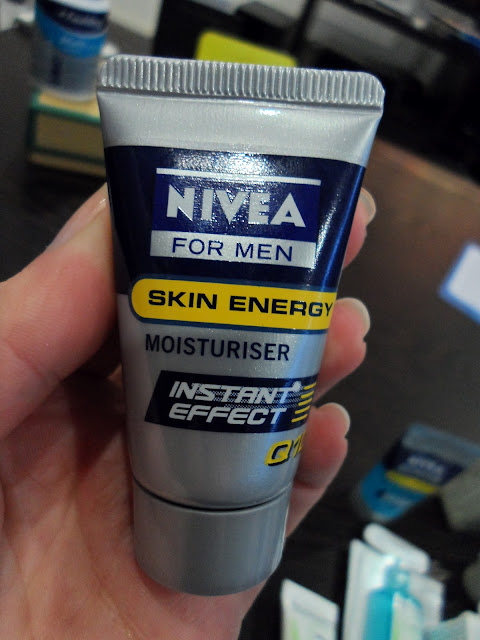 NIVEA
FOR MEN
SKIN ENERGY
MOISTURISER
INSTANT
EFFECT